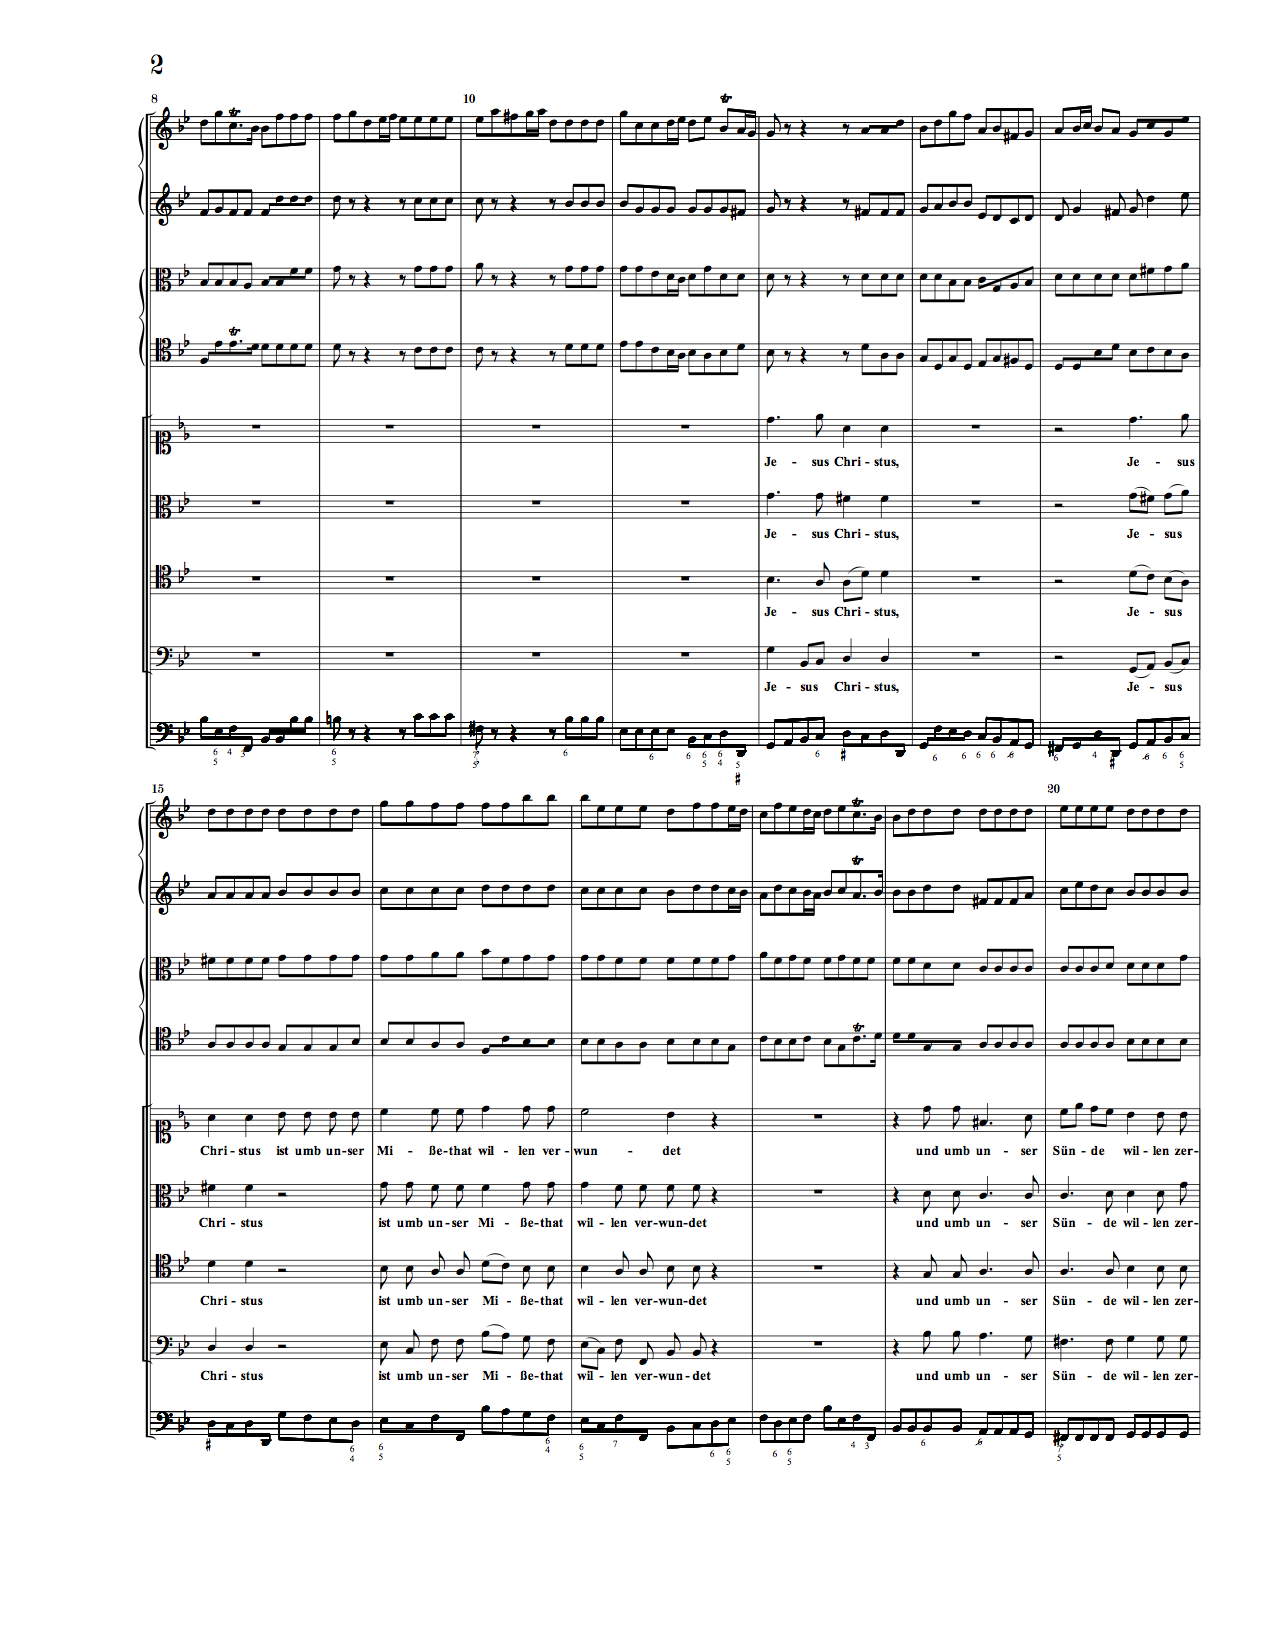 2
8
10
Je - sus Chri - stus, Je - sus
Je - sus Chri - stus, Je - sus
Je - sus Chri - stus, Je - sus
Je - sus Chri - stus, Je - sus
15
20
Chri - stus ist umb un - ser Mi - ße - that wil - len ver - wun - det und umb un - ser Sün - de wil - len zer-
Chri - stus ist umb un - ser Mi - ße - that wil - len ver - wun - det und umb un - ser Sün - de wil - len zer-
Chri - stus ist umb un - ser Mi - ße - that wil - len ver - wun - det und umb un - ser Sün - de wil - len zer-
Chri - stus ist umb un - ser Mi - ße - that wil - len ver - wun - det und umb un - ser Sün - de wil - len zer-